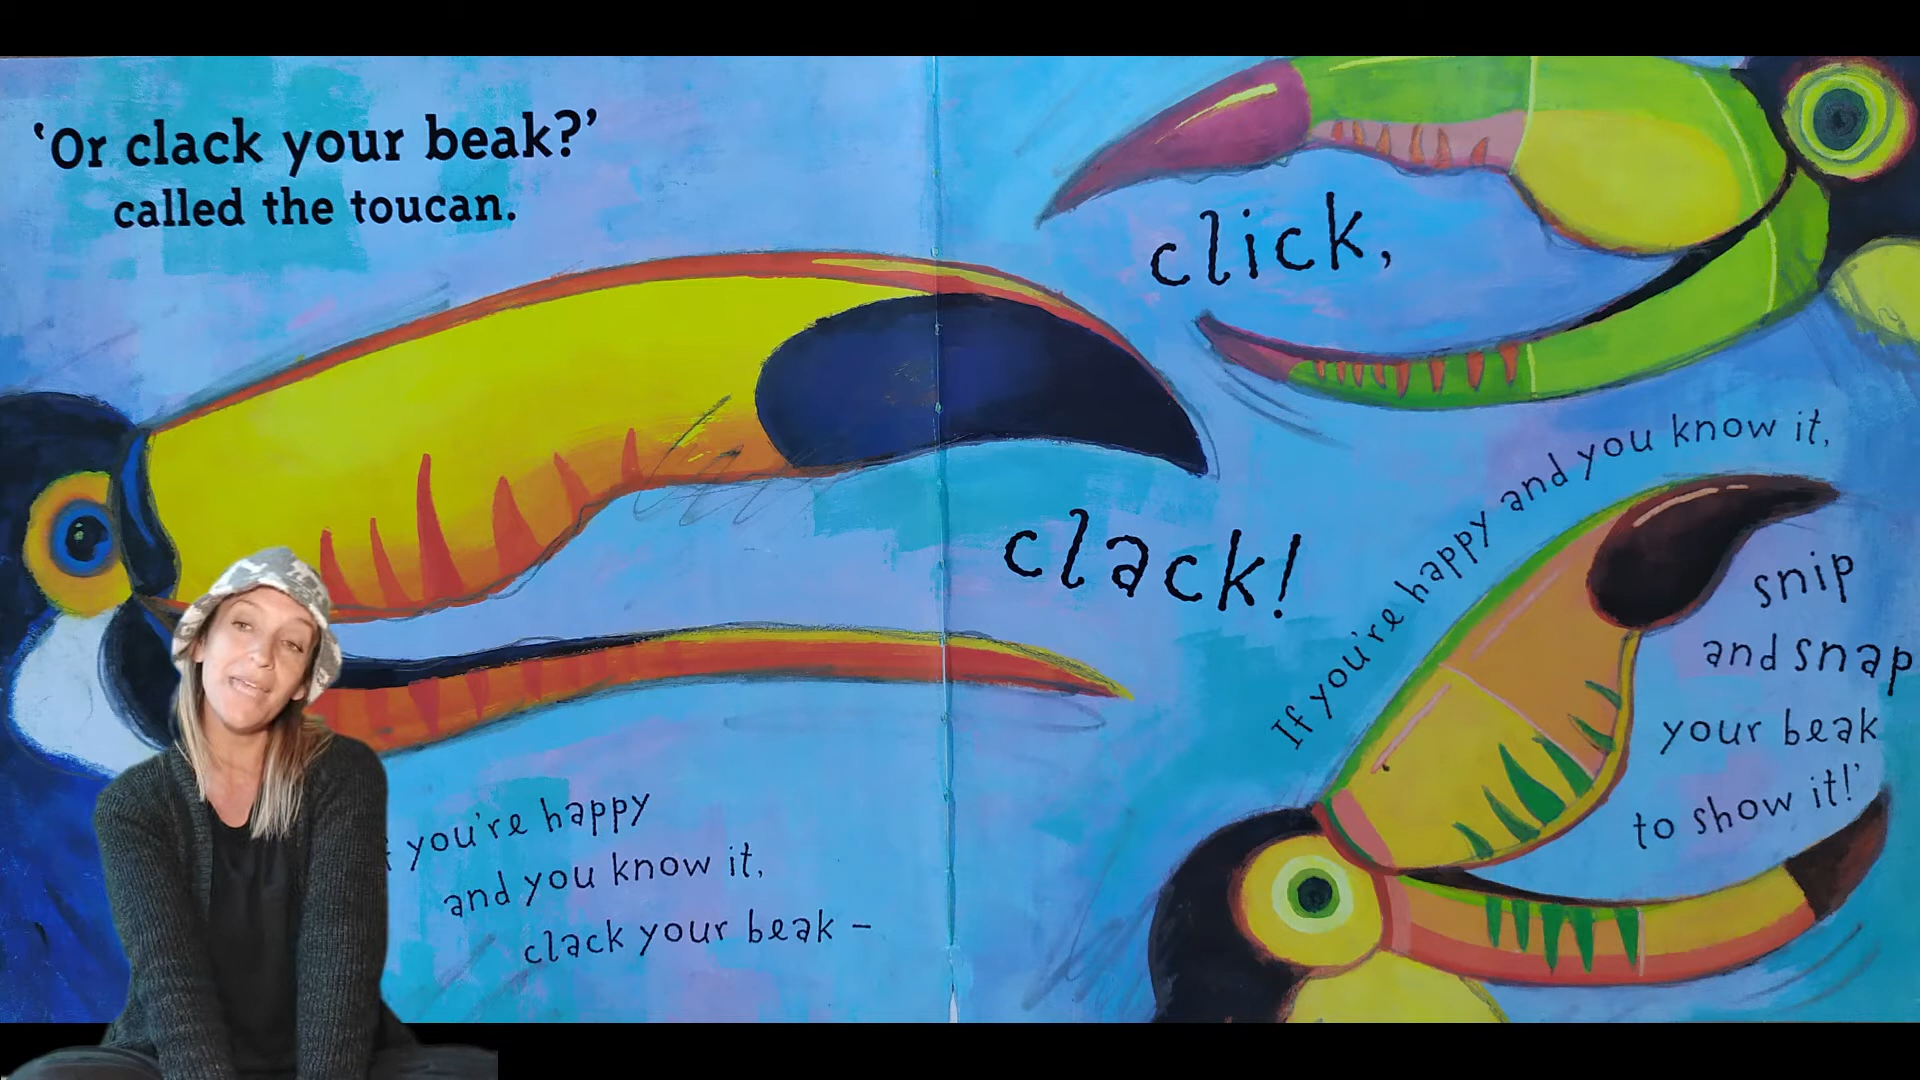 ‘Or clack your beak?’
called the toucan.
you're happy
and you know it,
clack your beak –
click,
clack!
If you're happy and you know it,
snip
and snap
your beak
to show it!’